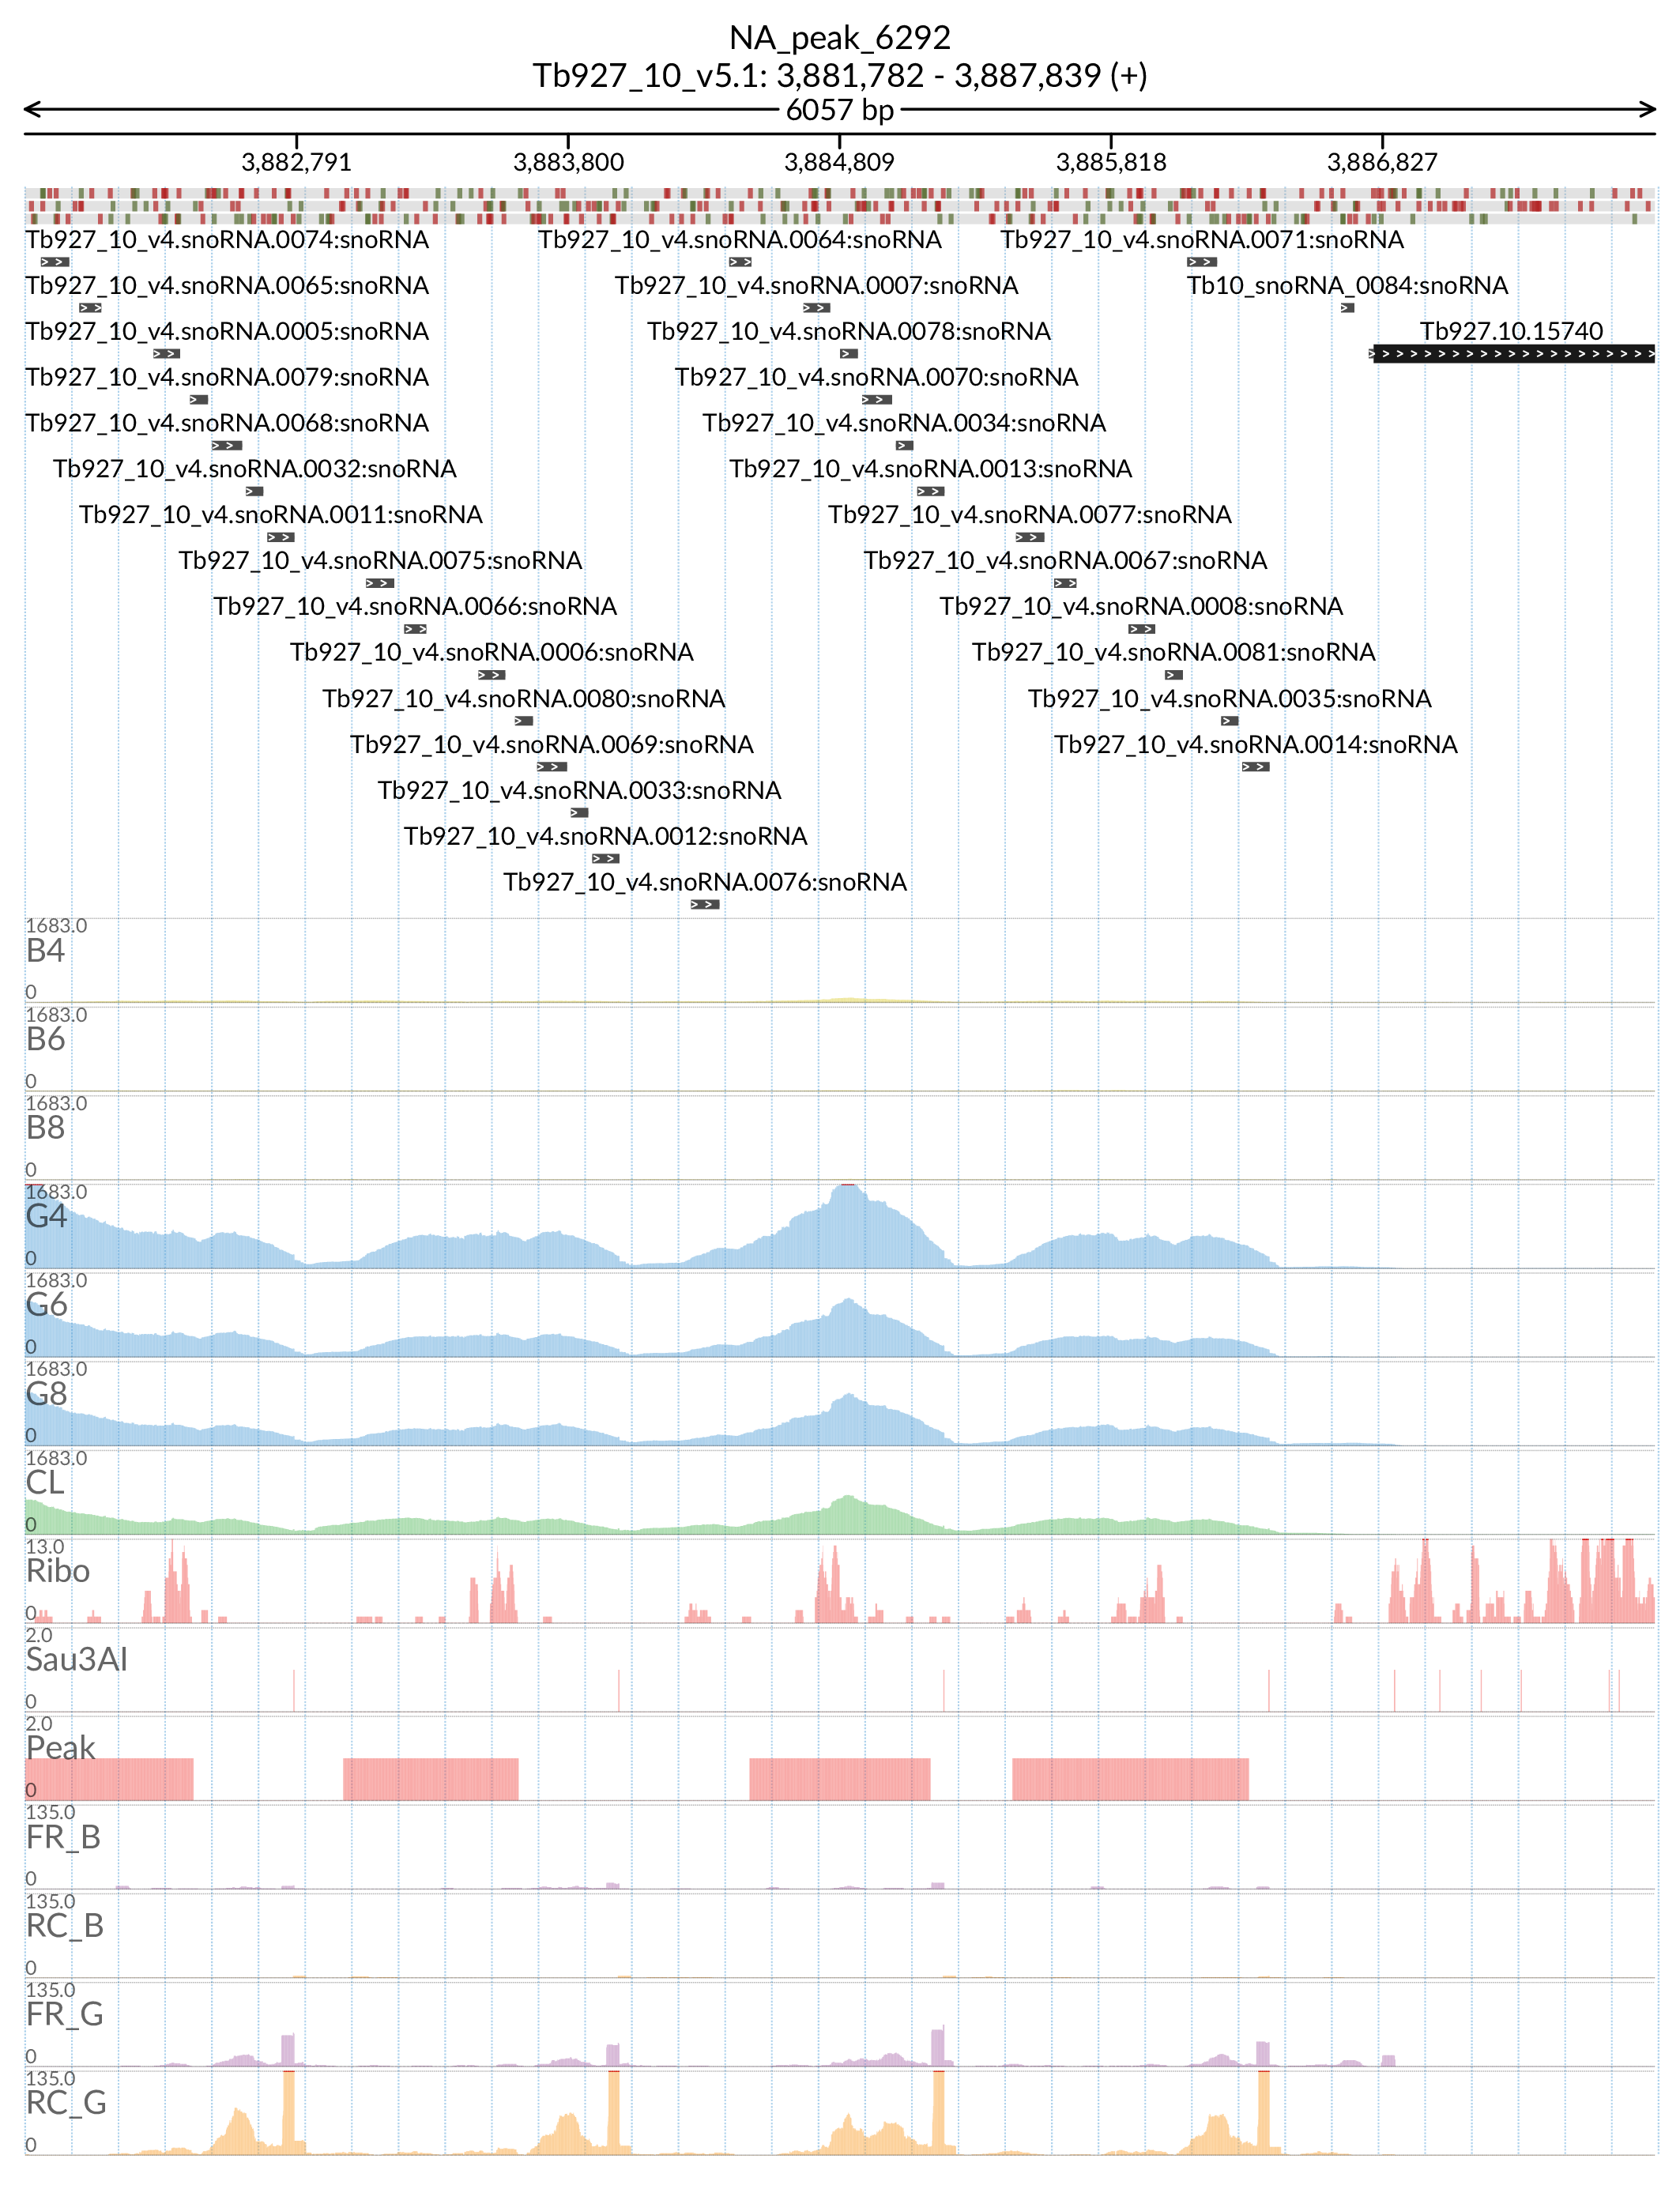 NA_peak_6292
Tb927_10_v5.1: 3,881,782 - 3,887,839 (+)
6057 bp
3,882,791 3,883,800 3,884,809 3,885,818 3,886,827
Tb927_10_v4.snoRNA.0074:snoRNA Tb927_10_v4.snoRNA.0064:snoRNA Tb927_10_v4.snoRNA.0071:snoRNA
Tb927_10_v4.snoRNA.0065:snoRNA Tb927_10_v4.snoRNA.0007:snoRNA Tb10_snoRNA_0084:snoRNA
Tb927_10_v4.snoRNA.0005:snoRNA Tb927_10_v4.snoRNA.0078:snoRNA Tb927.10.15740
Tb927_10_v4.snoRNA.0079:snoRNA Tb927_10_v4.snoRNA.0070:snoRNA
Tb927_10_v4.snoRNA.0068:snoRNA Tb927_10_v4.snoRNA.0034:snoRNA
Tb927_10_v4.snoRNA.0032:snoRNA Tb927_10_v4.snoRNA.0013:snoRNA
Tb927_10_v4.snoRNA.0011:snoRNA Tb927_10_v4.snoRNA.0077:snoRNA
Tb927_10_v4.snoRNA.0075:snoRNA Tb927_10_v4.snoRNA.0067:snoRNA
Tb927_10_v4.snoRNA.0066:snoRNA Tb927_10_v4.snoRNA.0008:snoRNA
Tb927_10_v4.snoRNA.0006:snoRNA Tb927_10_v4.snoRNA.0081:snoRNA
Tb927_10_v4.snoRNA.0080:snoRNA Tb927_10_v4.snoRNA.0035:snoRNA
Tb927_10_v4.snoRNA.0069:snoRNA Tb927_10_v4.snoRNA.0014:snoRNA
Tb927_10_v4.snoRNA.0033:snoRNA
Tb927_10_v4.snoRNA.0012:snoRNA
Tb927_10_v4.snoRNA.0076:snoRNA
1683.0
B4
0
1683.0
B6
0
1683.0
B8
0
1683.0
G4
0
1683.0
G6
0
1683.0
G8
0
1683.0
CL
0
13.0
Ribo
0
2.0
Sau3AI
0
2.0
Peak
0
135.0
FR_B
0
135.0
RC_B
0
135.0
FR_G
0
135.0
RC_G
0